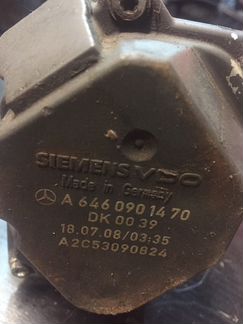 SIEMENS VDO
Made in Germany
A 646 090 14 70
DK 00 39
18.07.08/03:35
A2C53090824